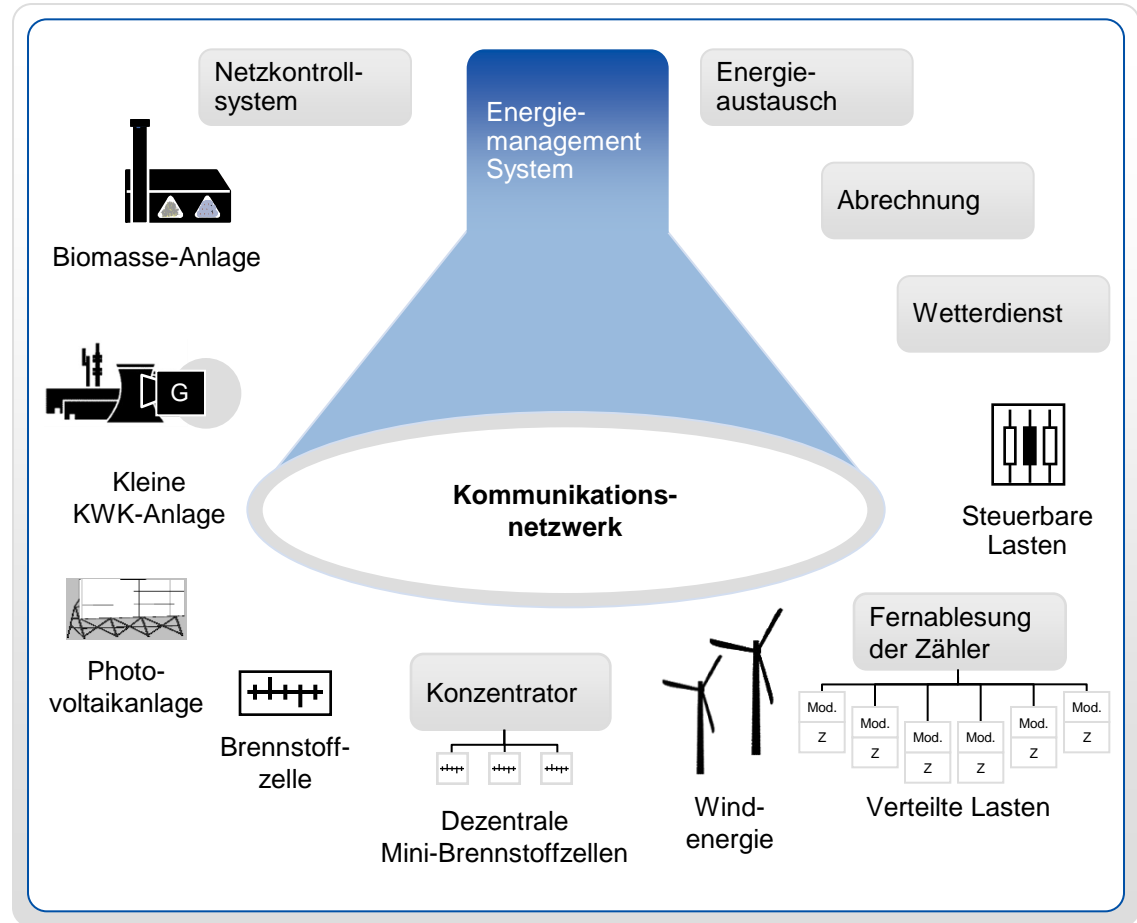 Netzkontroll-
system
Energie-
management
System
Energie-
austausch
Abrechnung
Biomasse-Anlage
Wetterdienst
G
Kleine
KWK-Anlage
Kommunikations-
netzwerk
Steuerbare
Lasten
Photo-
voltaikanlage
Brennstoff-
zelle
Konzentrator
Dezentrale
Mini-Brennstoffzellen
Wind-
energie
Fernablesung
der Zähler
Mod.
Z
Mod.
Z
Mod.
Z
Mod.
Z
Mod.
Z
Mod.
Z
Verteilte Lasten